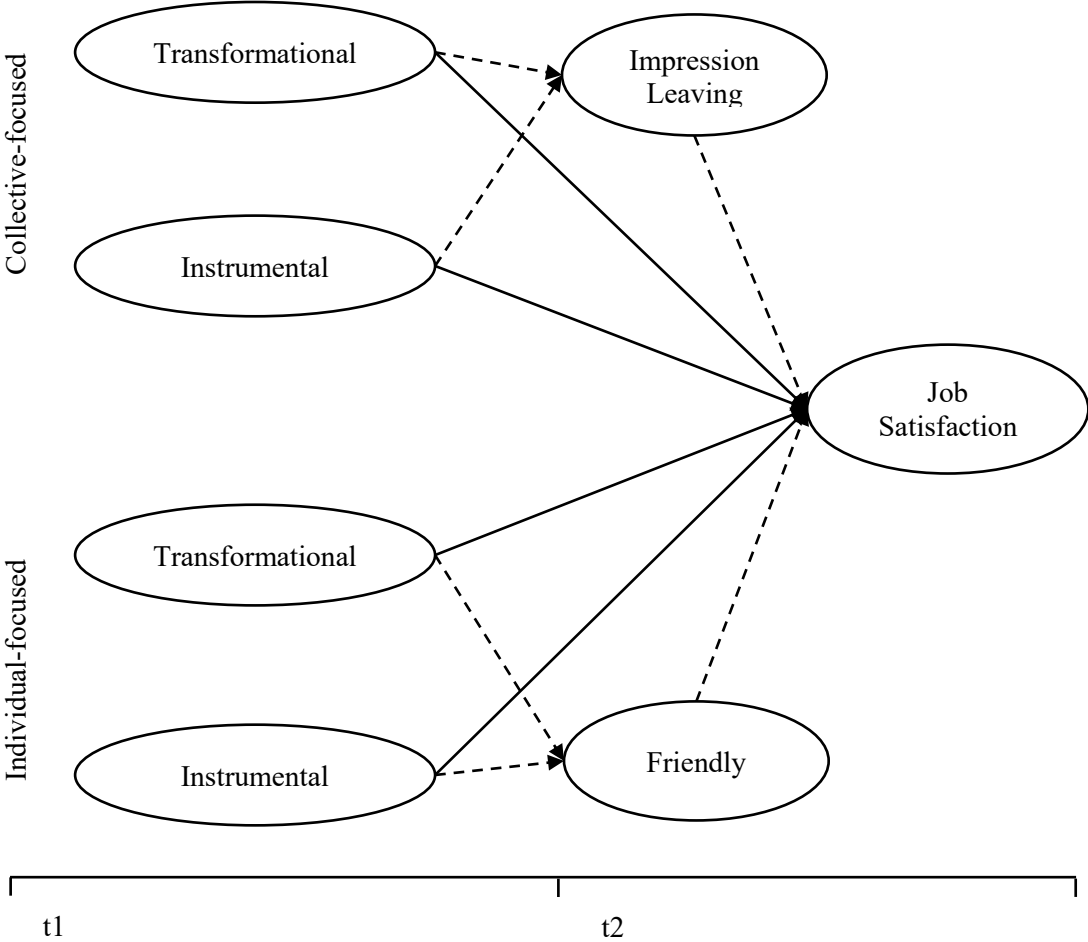 Collective-focused
Transformational
Impression
Leaving
Instrumental
Job
Satisfaction
Individual-focused
Transformational
Instrumental
Friendly
t1
t2